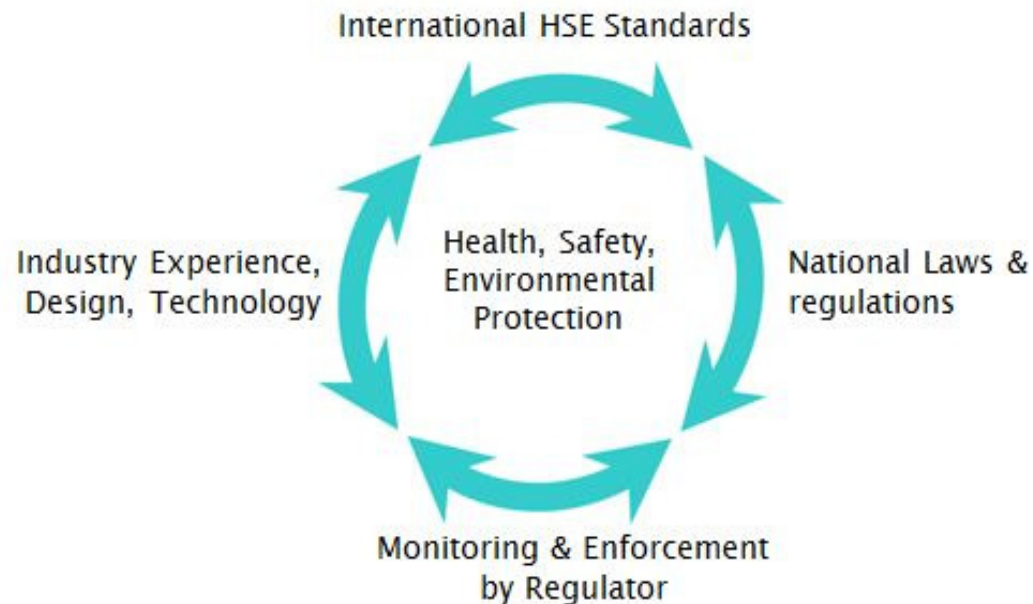 International HSE Standards
Industry Experience,
Design, Technology
Health, Safety,
Environmental
Protection
National Laws &
regulations
Monitoring & Enforcement
by Regulator